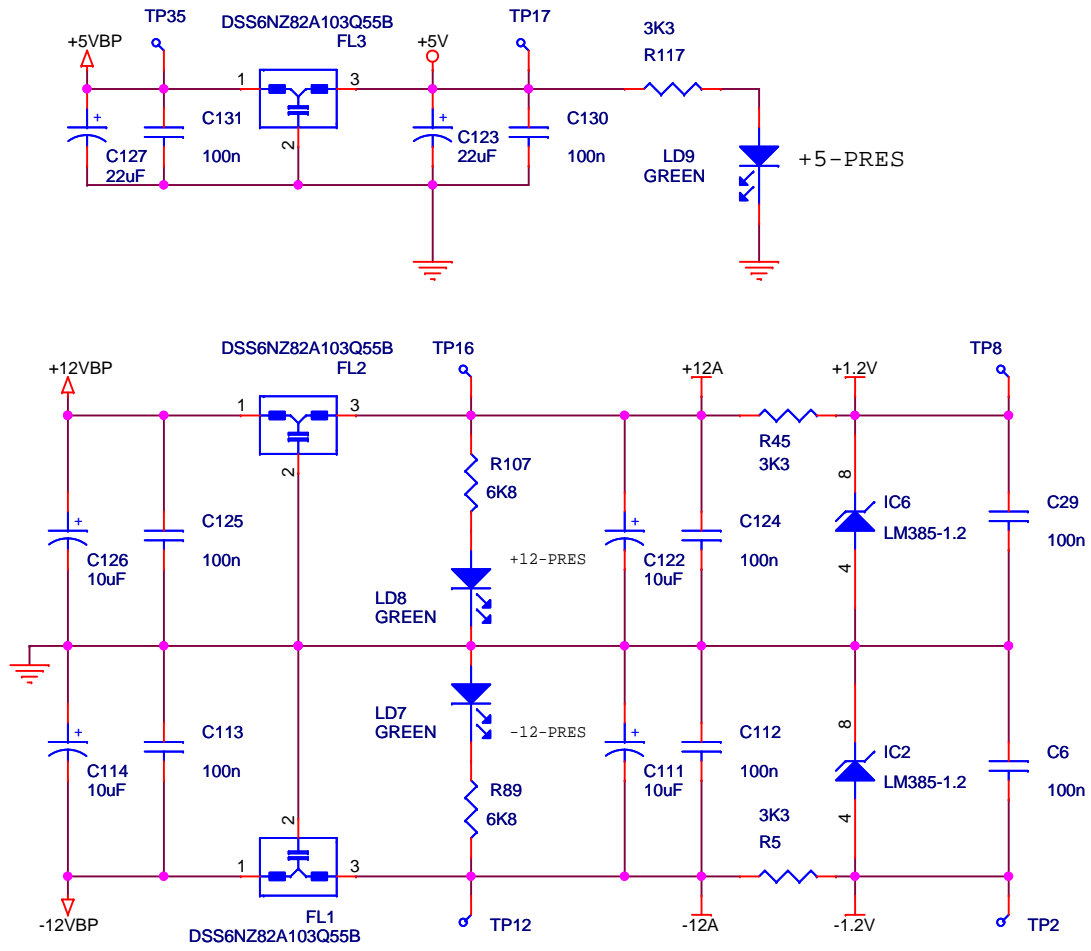 TP35
DSS6NZ82A103Q55B
TP17
+5VBP
FL3
+5V
3K3
R117
1
3
C131
100n
C127
22uF
2
C123
22uF
C130
100n
LD9
GREEN
+5-PRES
DSS6NZ82A103Q55B
TP16
TP8
+12VBP
FL2
+12A
+1.2V
1
3
R45
3K3
2
R107
6K8
8
IC6
LM385-1.2
C29
100n
C125
100n
C126
10uF
+12-PRES
C122
10uF
C124
100n
4
LD8
GREEN
LD7
GREEN
-12-PRES
C113
100n
C114
10uF
C111
10uF
C112
100n
8
IC2
LM385-1.2
C6
100n
R89
6K8
2
3K3
R5
4
1
3
-12VBP
FL1
DSS6NZ82A103Q55B
TP12
-12A
-1.2V
TP2
+
+
+
+
+
+